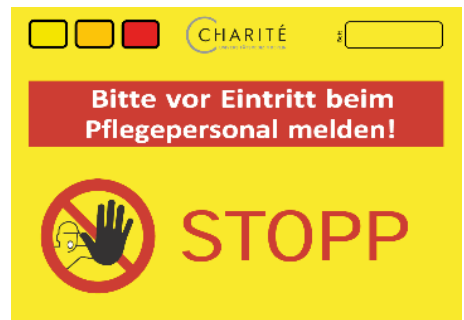 CHARITÉ
Bitte vor Eintritt beim
Pflegepersonal melden!
STOPP